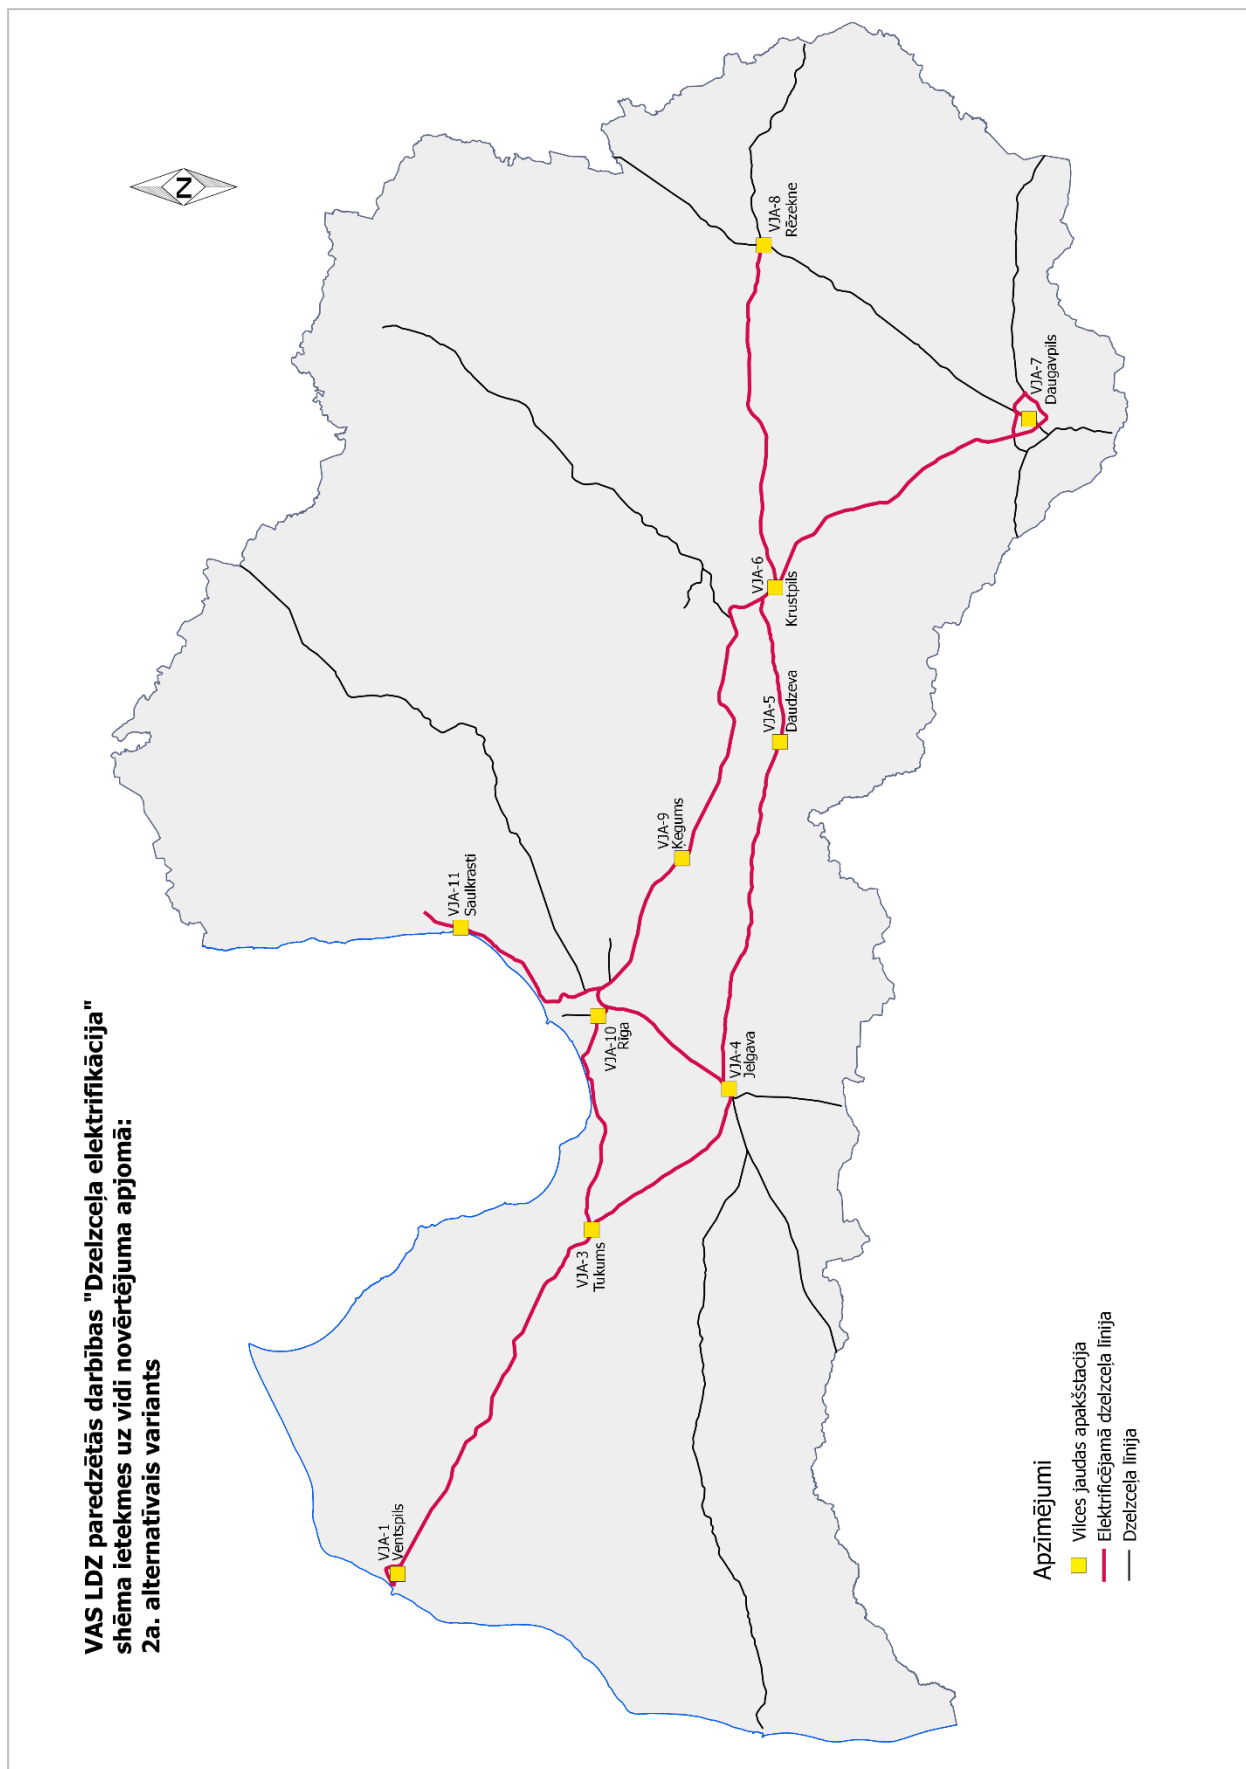 VAS LDZ paredzētās darbības "Dzelzceļa elektrifikācija"
shēma ietekmes uz vidi novērtējuma apjomā:
2a. alternatīvais variants
N
VJA-1
Ventspils
VJA-3
Tukums
VJA-10
Rīga
VJA-11
Saulkrasti
VJA-4
Jelgava
VJA-9
Ķegums
VJA-5
Daudzeva
VJA-6
Krustpils
VJA-8
Rēzekne
VJA-7
Daugavpils
Apzīmējumi
Vilces jaudas apakšstacija
Elektrificējamā dzelzceļa līnija
Dzelzceļa līnija